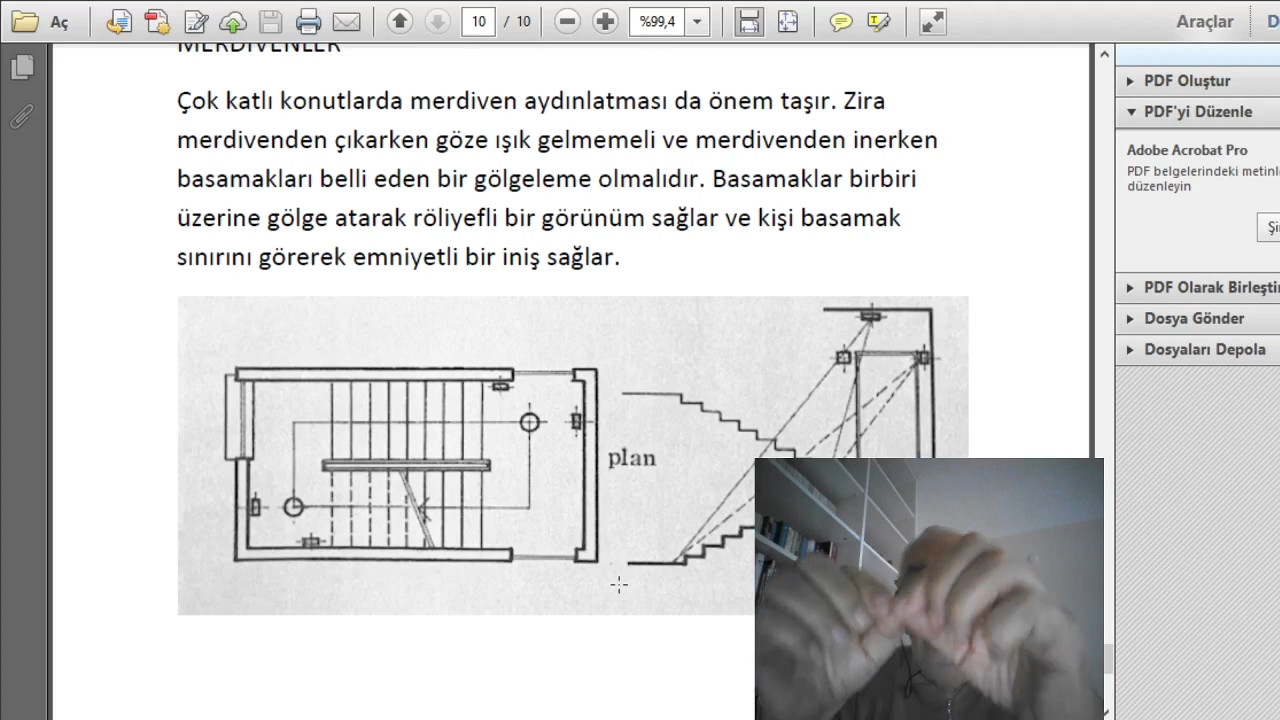 Aç
10
/ 10
%99,4
Araçlar
MERDİVENLER
Çok katlı konutlarda merdiven aydınlatması da önem taşır. Zira
merdivenden çıkarken göze ışık gelmemeli ve merdivenden inerken
basamakları belli eden bir gölgeleme olmalıdır. Basamaklar birbiri
üzerine gölge atarak röliyefli bir görünüm sağlar ve kişi basamak
sınırını görerek emniyetli bir iniş sağlar.
plan
PDF Oluştur
PDF'yi Düzenle
Adobe Acrobat Pro
PDF belgelerindeki metinl
düzenleyin
PDF Olarak Birleştir
Dosya Gönder
Dosyaları Depola